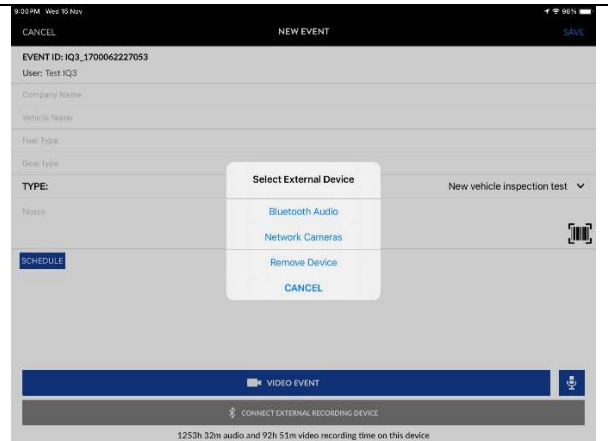 9:00 PM Wed 15 Nov
98%
CANCEL
NEW EVENT
SAVE
EVENT ID: IQ3_1700062227053
User: Test IQ3
Company Name
Vehicle Name
Fuel Type
Gear type
TYPE:
New vehicle inspection test
Notes
SCHEDULE
Select External Device
Bluetooth Audio
Network Cameras
Remove Device
CANCEL
VIDEO EVENT
CONNECT EXTERNAL RECORDING DEVICE
1253h 32m audio and 92h 51m video recording time on this device